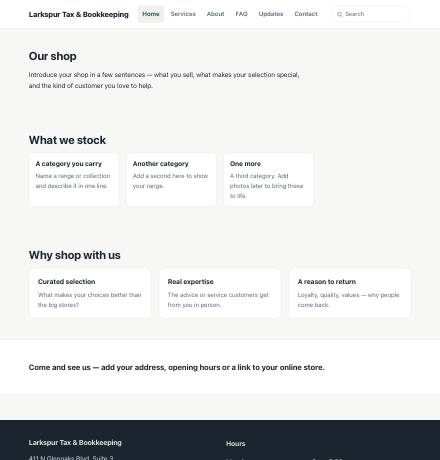 Larkspur Tax & Bookkeeping
Home
Services
About
FAQ
Updates
Contact
Search
Our shop
Introduce your shop in a few sentences — what you sell, what makes your selection special,
and the kind of customer you love to help.
What we stock
A category you carry
Name a range or collection
and describe it in one line.
Another category
Add a second here to show
your range.
One more
A third category. Add
photos later to bring these
to life.
Why shop with us
Curated selection
What makes your choices better than
the big stores?
Real expertise
The advice or service customers get
from you in person.
A reason to return
Loyalty, quality, values — why people
come back.
Come and see us — add your address, opening hours or a link to your online store.
Larkspur Tax & Bookkeeping
Hours
411 N Glenoaks Blvd, Suite 3